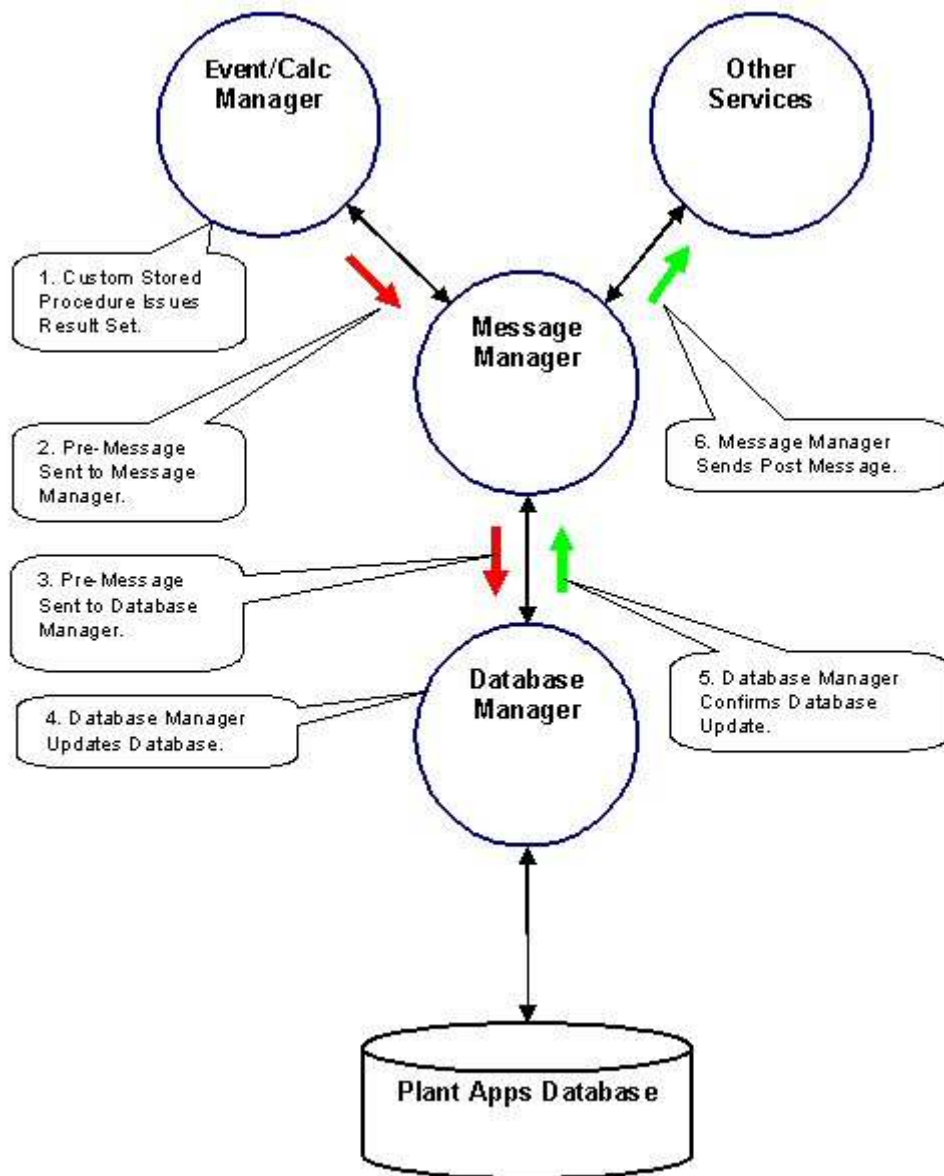 Event/Calc
Manager
Other
Services
1. Custom Stored
Procedure Issues
Result Set.
Message
Manager
2. Pre-Message
Sent to Message
Manager.
6. Message Manager
Sends Post Message.
3. Pre-Message
Sent to Database
Manager.
Database
Manager
4. Database Manager
Updates Database.
5. Database Manager
Confirms Database
Update.
Plant Apps Database